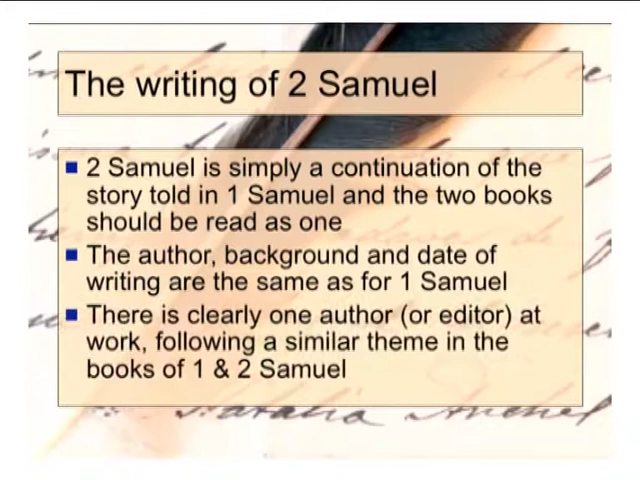 The writing of 2 Samuel
2 Samuel is simply a continuation of the
story told in 1 Samuel and the two books
should be read as one
The author, background and date of
writing are the same as for 1 Samuel
There is clearly one author (or editor) at
work, following a similar theme in the
books of 1 & 2 Samuel